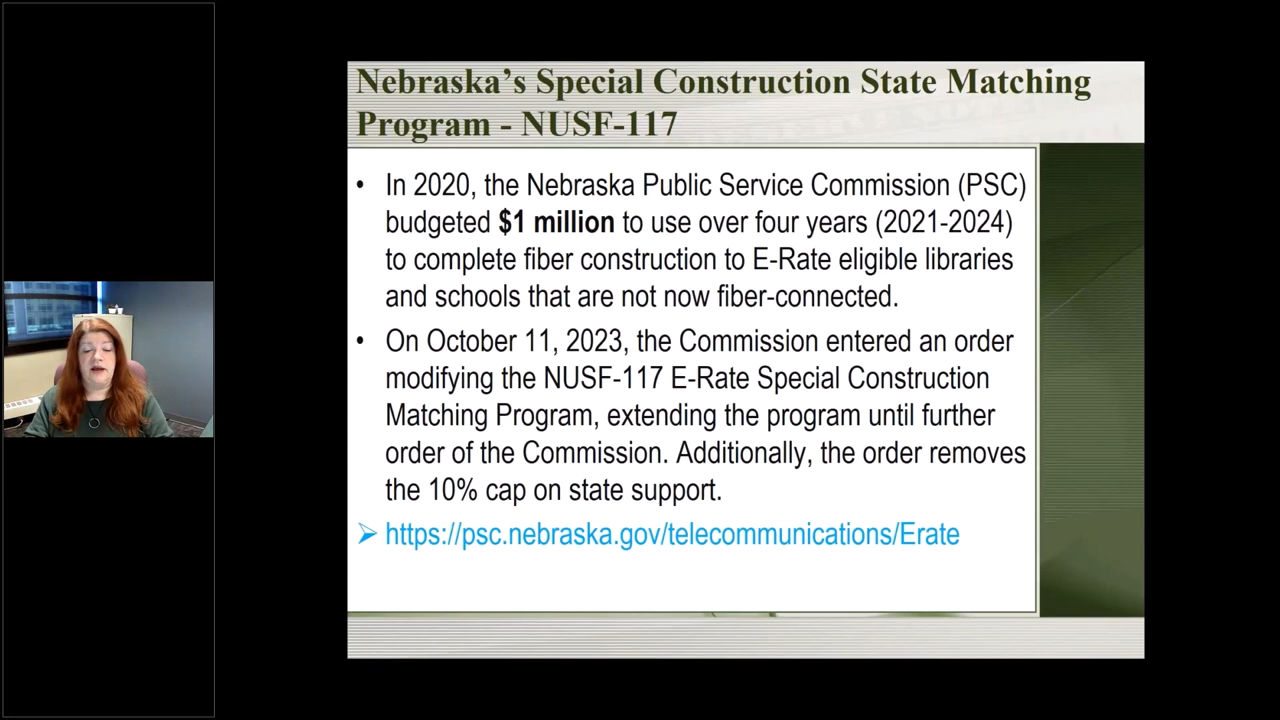 Nebraska’s Special Construction State Matching
Program - NUSF-117
• In 2020, the Nebraska Public Service Commission (PSC)
budgeted $1 million to use over four years (2021-2024)
to complete fiber construction to E-Rate eligible libraries
and schools that are not now fiber-connected.
• On October 11, 2023, the Commission entered an order
modifying the NUSF-117 E-Rate Special Construction
Matching Program, extending the program until further
order of the Commission. Additionally, the order removes
the 10% cap on state support.
➢ https://psc.nebraska.gov/telecommunications/Erate